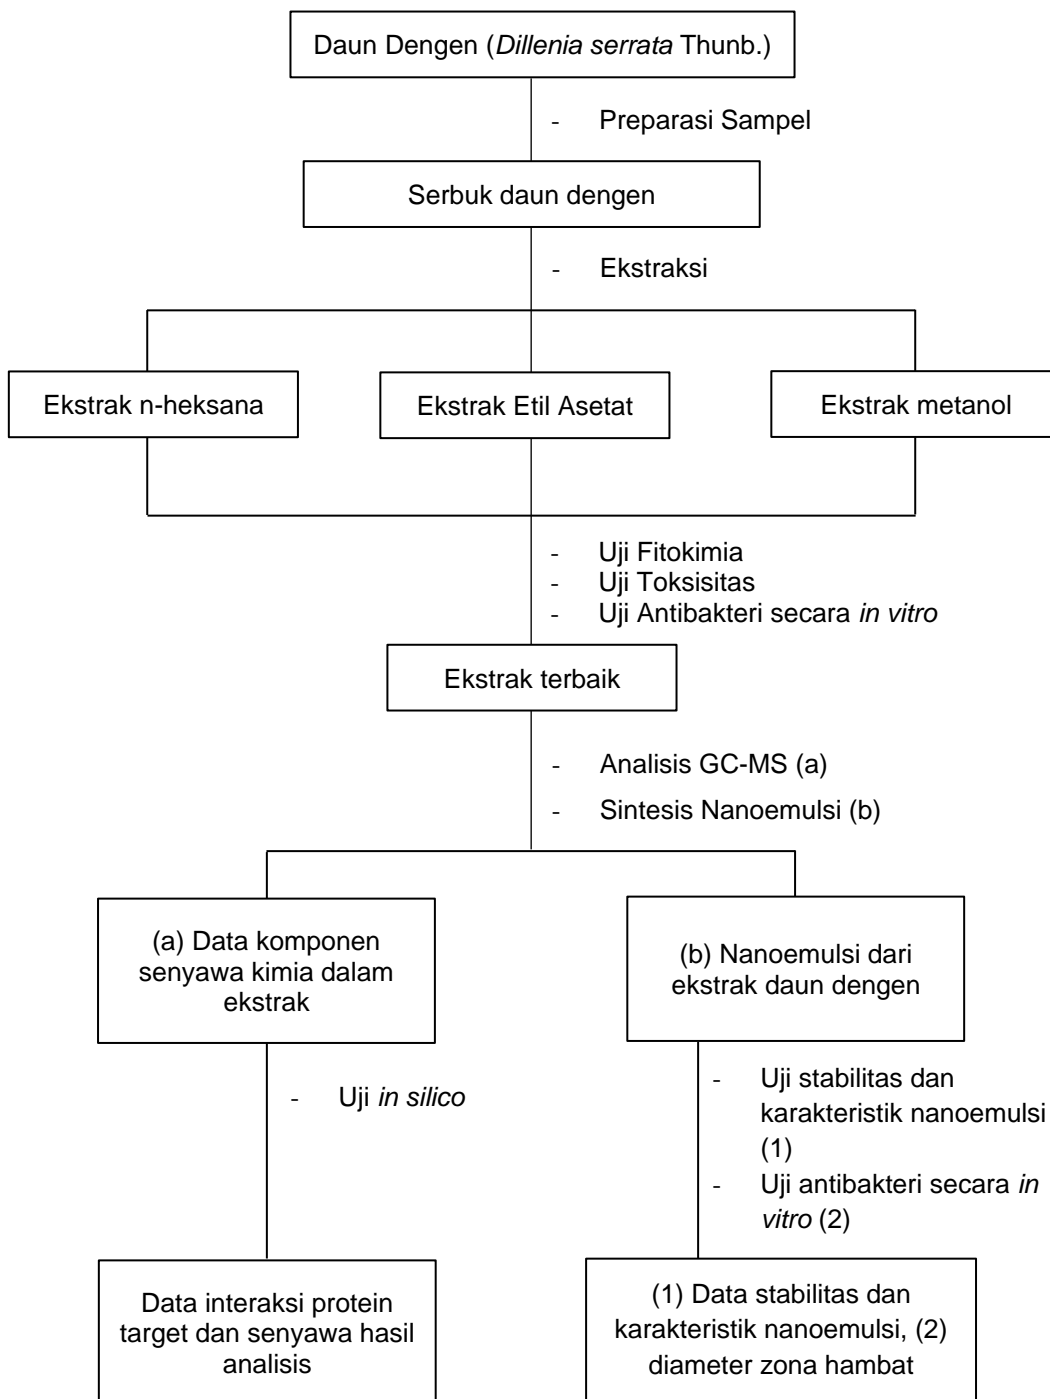 Daun Dengen (Dillenia serrata Thunb.)
- Preparasi Sampel
Serbuk daun dengen
- Ekstraksi
Ekstrak n-heksana
Ekstrak Etil Asetat
Ekstrak metanol
- Uji Fitokimia
- Uji Toksisitas
- Uji Antibakteri secara in vitro
Ekstrak terbaik
- Analisis GC-MS (a)
- Sintesis Nanoemulsi (b)
(a) Data komponen
senyawa kimia dalam
ekstrak
(b) Nanoemulsi dari
ekstrak daun dengen
- Uji in silico
- Uji stabilitas dan
karakteristik nanoemulsi
(1)
- Uji antibakteri secara in
vitro (2)
Data interaksi protein
target dan senyawa hasil
analisis
(1) Data stabilitas dan
karakteristik nanoemulsi, (2)
diameter zona hambat